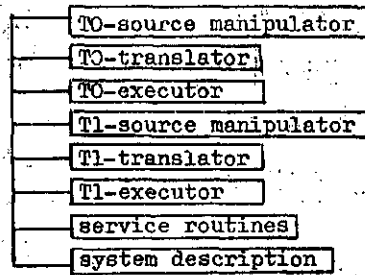 T0-source manipulator
T0-translator
T0-executor
T1-source manipulator
T1-translator
T1-executor
service routines
system description